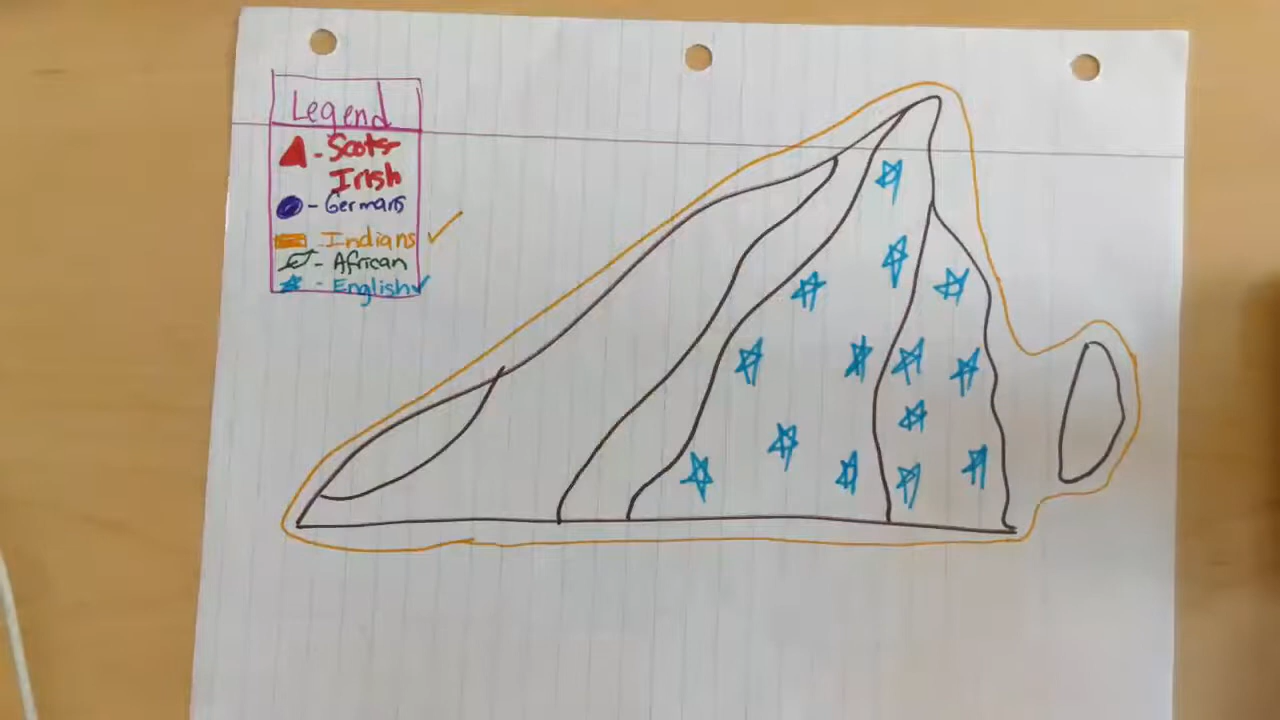 Legend
- Scots-
Irish
- Germans
Indians ✓
- African
- English ✓